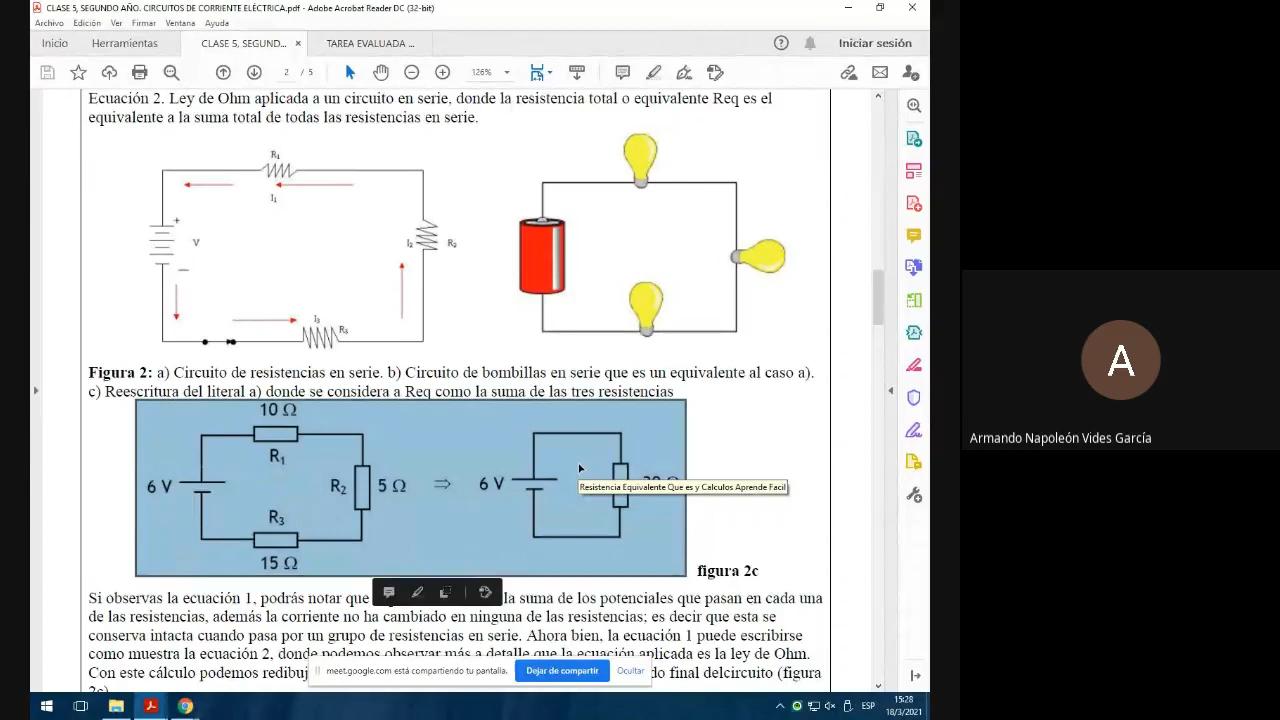 CLASE 5, SEGUNDO AÑO. CIRCUITOS DE CORRIENTE ELÉCTRICA.pdf - Adobe Acrobat Reader DC (32-bit)
Archivo Edición Ver Firmar Ventana Ayuda
Inicio Herramientas CLASE 5, SEGUND... × TAREA EVALUADA ... Iniciar sesión
2 / 5 126%
Ecuación 2. Ley de Ohm aplicada a un circuito en serie, donde la resistencia total o equivalente Req es el
equivalente a la suma total de todas las resistencias en serie.
R₁
I₁
+
V
−
I₂
R₂
I₃
R₃
Figura 2: a) Circuito de resistencias en serie. b) Circuito de bombillas en serie que es un equivalente al caso a).
c) Reescritura del literal a) donde se considera a Req como la suma de las tres resistencias
10 Ω
R₁
6 V
R₂
5 Ω
⇒
6 V
R₃
15 Ω
Resistencia Equivalente Que es y Calculos Aprende Facil
figura 2c
Si observas la ecuación 1, podrás notar que la suma de los potenciales que pasan en cada una
de las resistencias, además la corriente no ha cambiado en ninguna de las resistencias; es decir que esta se
conserva intacta cuando pasa por un grupo de resistencias en serie. Ahora bien, la ecuación 1 puede escribirse
como muestra la ecuación 2, donde podemos observar más a detalle que la ecuación aplicada es la ley de Ohm.
Con este cálculo podemos redibuj do final delcircuito (figura
2c)
meet.google.com está compartiendo tu pantalla. Dejar de compartir Ocultar
A
Armando Napoleón Vides García
ESP
15:28
18/3/2021